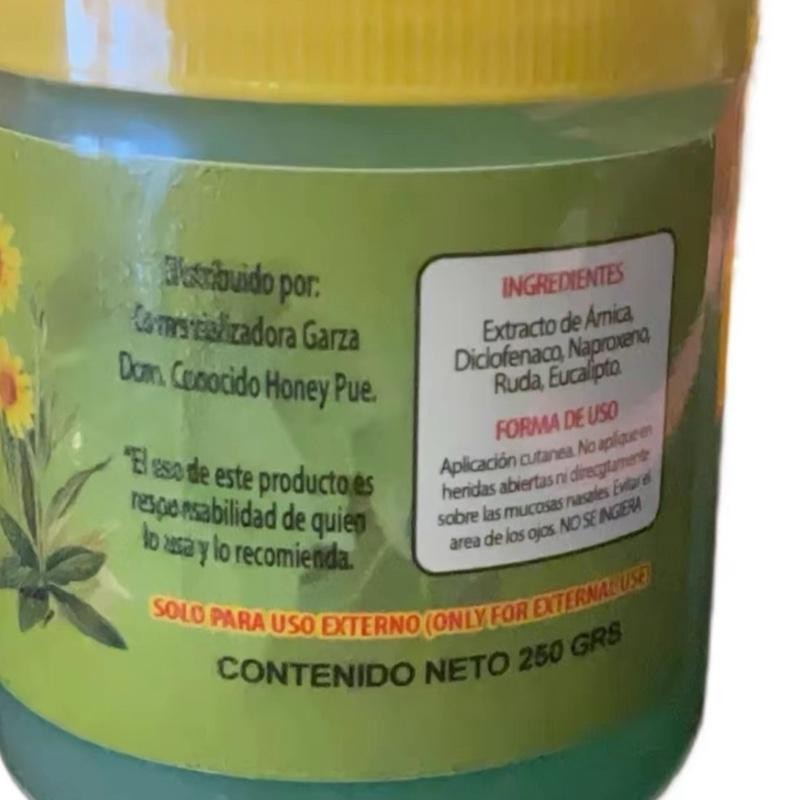 Distribuido por:
Comercializadora Garza
Dom. Conocido Honey Pue.
"El uso de este producto es
responsabilidad de quien
lo usa y lo recomienda.
INGREDIENTES
Extracto de Arnica,
Diclofenaco, Naproxeno,
Ruda, Eucalipto.
FORMA DE USO
Aplicación cutanea. No aplique en
heridas abiertas ni direcgtamente
sobre las mucosas nasales. Evitar el
area de los ojos. NO SE INGIERA
SOLO PARA USO EXTERNO (ONLY FOR EXTERNAL USE)
CONTENIDO NETO 250 GRS